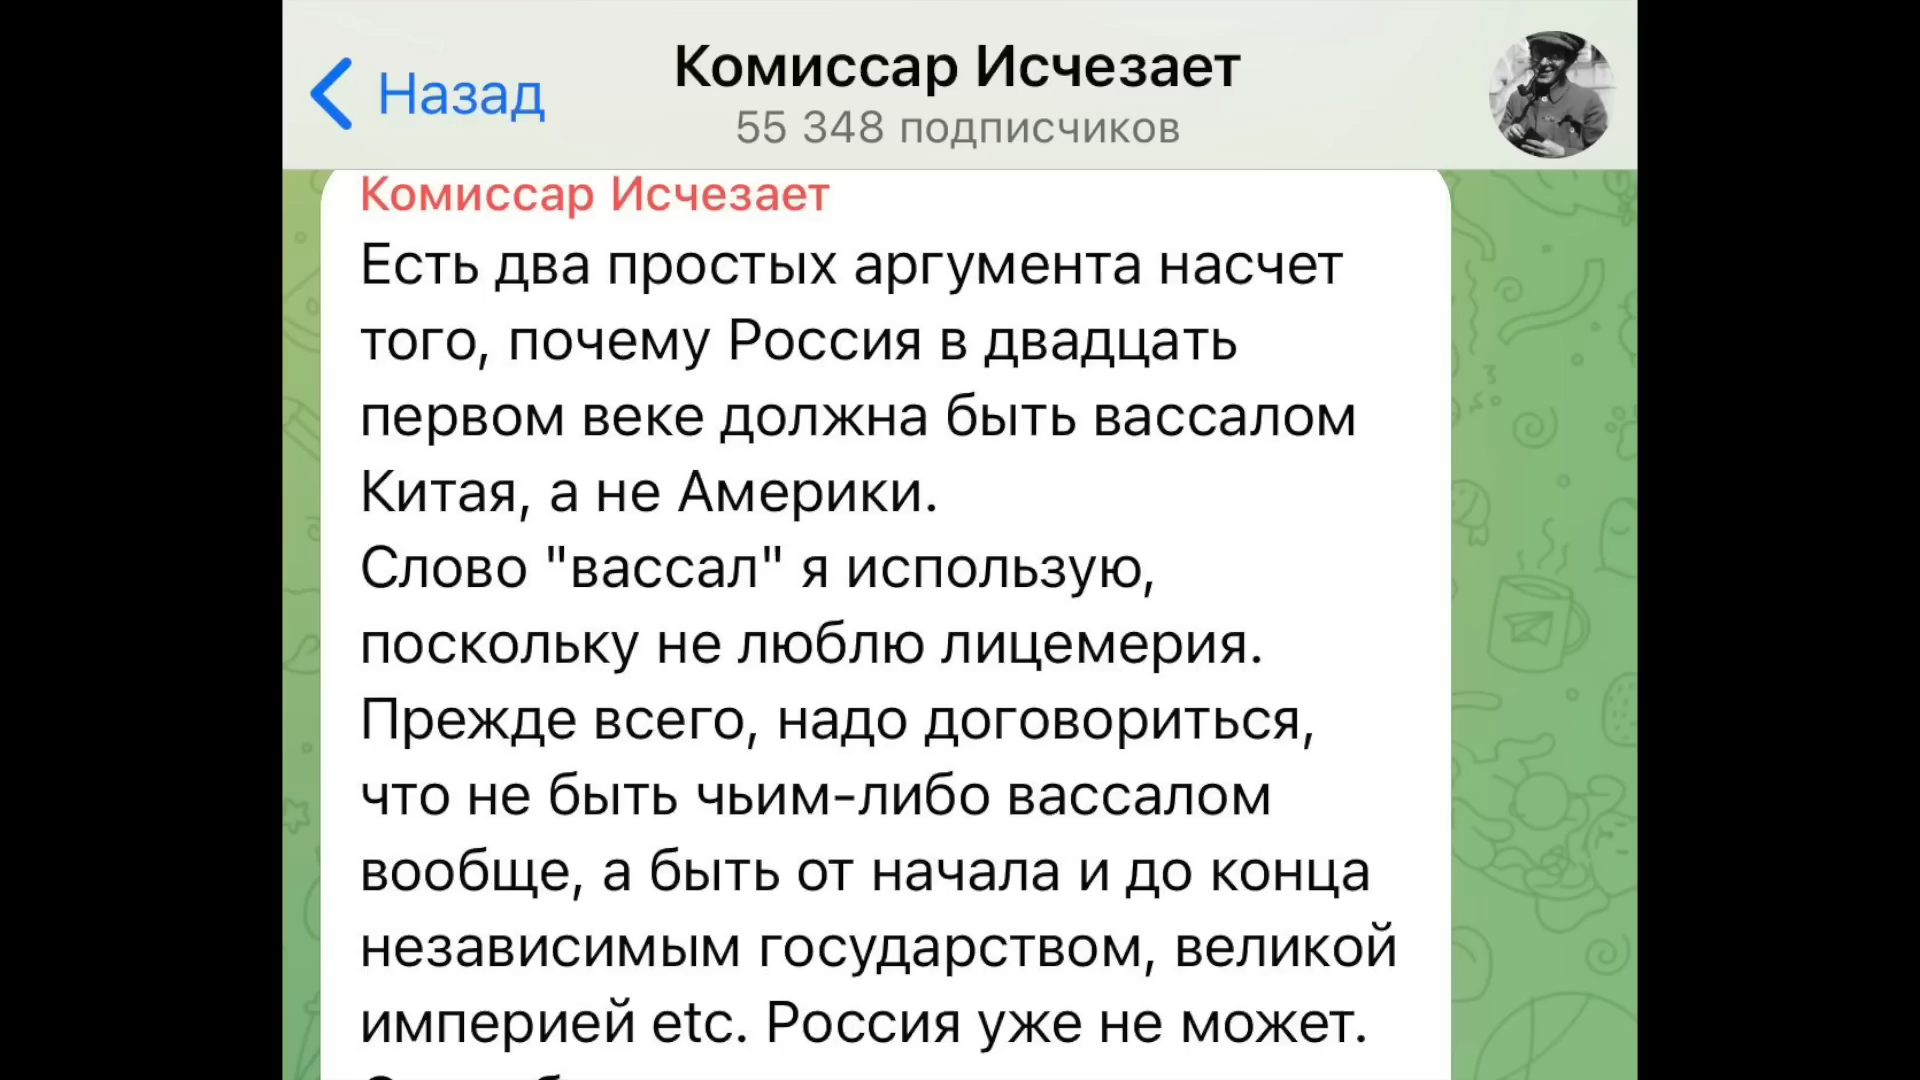 Назад
Комиссар Исчезает
55 348 подписчиков
Комиссар Исчезает
Есть два простых аргумента насчет
того, почему Россия в двадцать
первом веке должна быть вассалом
Китая, а не Америки.
Слово "вассал" я использую,
поскольку не люблю лицемерия.
Прежде всего, надо договориться,
что не быть чьим-либо вассалом
вообще, а быть от начала и до конца
независимым государством, великой
империей etc. Россия уже не может.